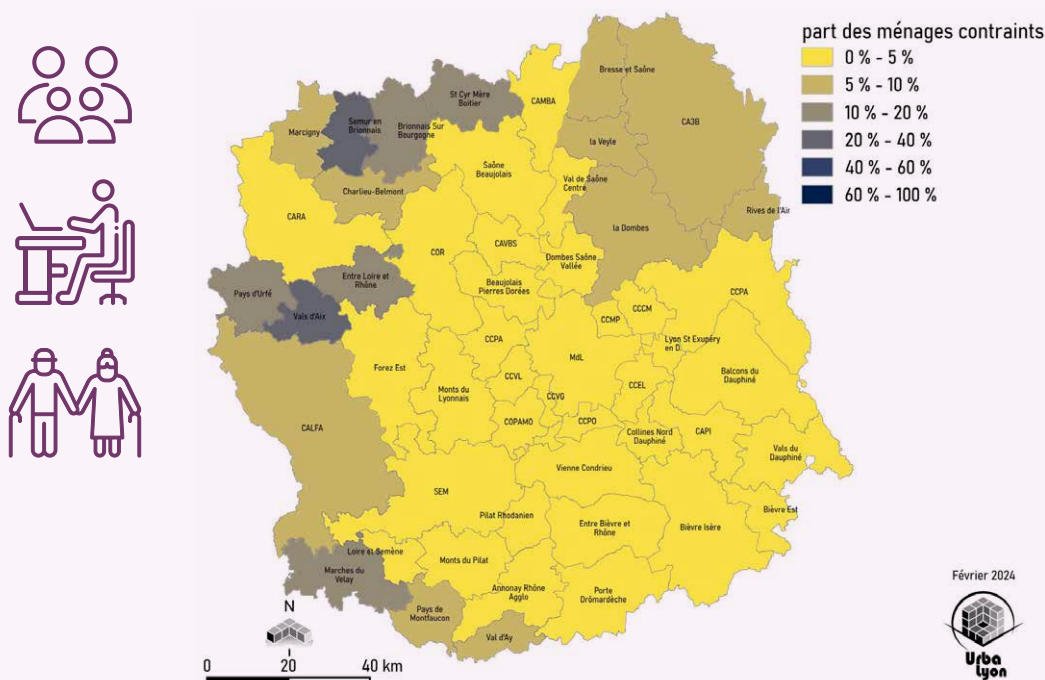 part des ménages contraints
0 % - 5 %
5 % - 10 %
10 % - 20 %
20 % - 40 %
40 % - 60 %
60 % - 100 %
St Cyr Mère
Boitier
CAMBA
Bresse et Saône
CA3B
Marcigny
Semur en
Brionnais
Brionnais Sur
Bourgogne
la Veyle
Saône
Beaujolais
Val de Saône
Centre
Charlieu-Belmont
CARA
Rives de l'Air
la Dombes
COR
CAVBS
Dombes Saône
Vallée
Entre Loire et
Rhône
Pays d'Urfé
Vals d'Aix
Beaujolais
Pierres Dorées
CCPA
CCMP
CCCM
Lyon St Exupéry
en D.
CCPA
MdL
Forez Est
CCVL
Balcons du
Dauphiné
Monts du
Lyonnais
CCEL
CCVG
COPAMO
CCPO
CALFA
Collines Nord
Dauphiné
CAPI
Vals du
Dauphiné
Vienne Condrieu
SEM
Pilat Rhodanien
Bièvre Est
Entre Bièvre et
Rhône
Bièvre Isère
Loire et Semène
Monts du Pilat
Marches du
Velay
Annonay Rhône
Agglo
Porte
Drômardèche
Pays de
Montfaucon
Val d'Ay
N
0 20 40 km
Février 2024
Urba
Lyon